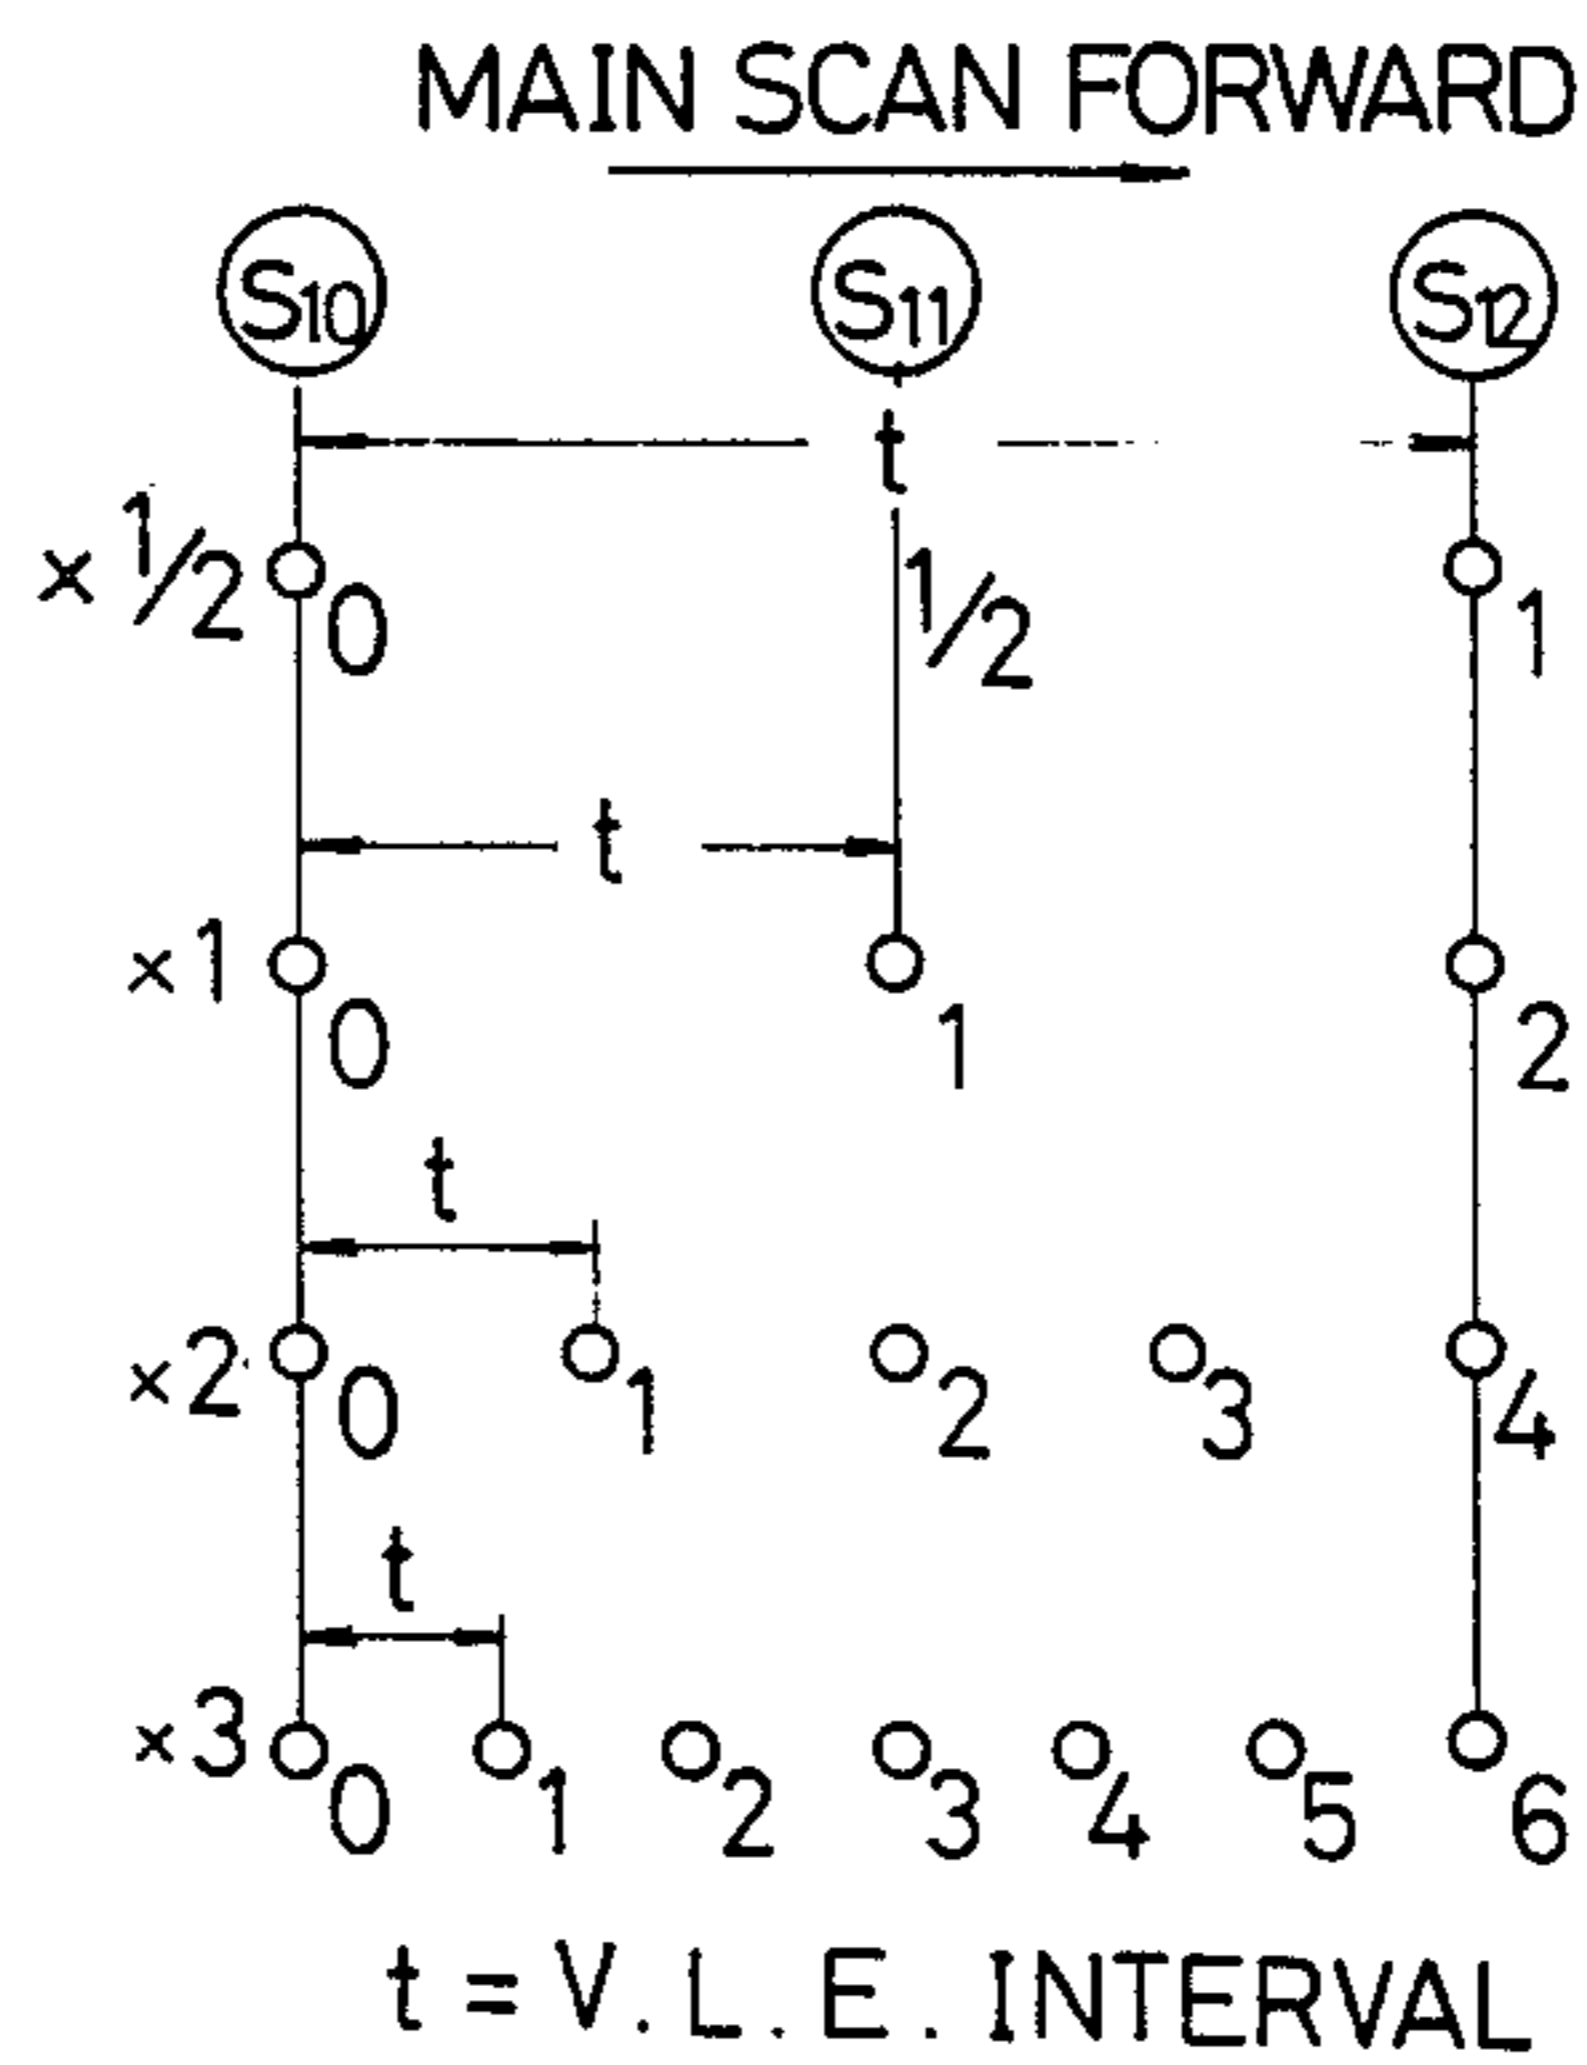 MAIN SCAN FORWARD
S10 S11 S12
t
×1/2 0 1/2 1
t
×1 0 1 2
t
×2 0 1 2 3 4
t
×3 0 1 2 3 4 5 6
t = V.L.E. INTERVAL